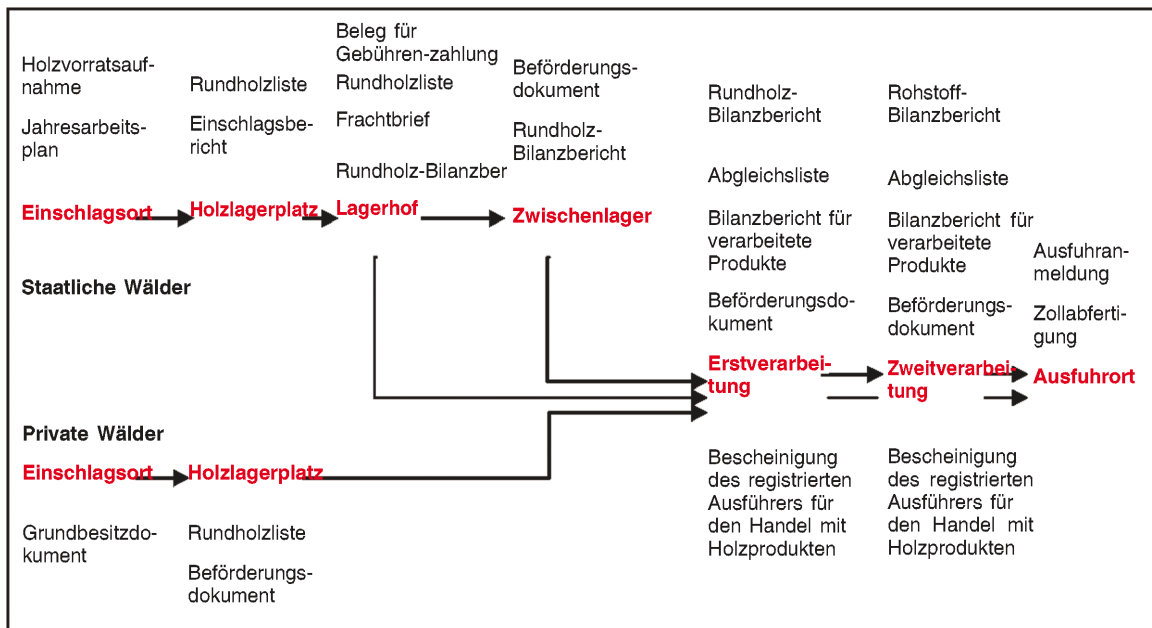 Holzvorratsauf-
nahme
Jahresarbeits-
plan
Einschlagsort
Rundholzliste
Einschlagsbe-
richt
Holzlagerplatz
Beleg für
Gebühren-zahlung
Rundholzliste
Frachtbrief
Rundholz-Bilanzber
Lagerhof
Beförderungs-
dokument
Rundholz-
Bilanzbericht
Zwischenlager
Staatliche Wälder
Rundholz-
Bilanzbericht
Abgleichsliste
Bilanzbericht für
verarbeitete
Produkte
Beförderungsdo-
kument
Erstverarbei-
tung
Rohstoff-
Bilanzbericht
Abgleichsliste
Bilanzbericht für
verarbeitete
Produkte
Beförderungs-
dokument
Zweitverarbei-
tung
Ausfuhran-
meldung
Zollabferti-
gung
Ausfuhrort
Private Wälder
Einschlagsort
Holzlagerplatz
Grundbesitzdo-
kument
Rundholzliste
Beförderungs-
dokument
Bescheinigung
des registrierten
Ausführers für
den Handel mit
Holzprodukten
Bescheinigung
des registrierten
Ausführers für
den Handel mit
Holzprodukten